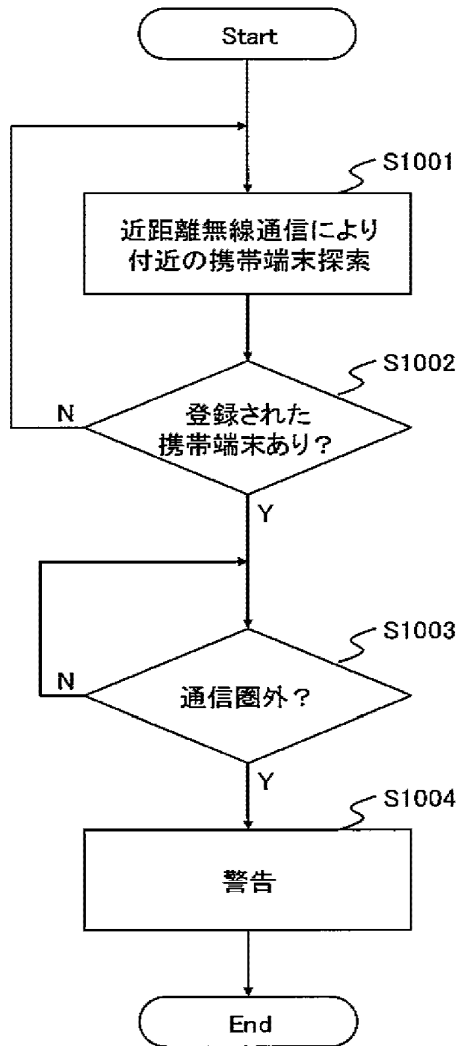 Start
S1001
近距離無線通信により
付近の携帯端末探索
S1002
N
登録された
携帯端末あり?
Y
S1003
N
通信圏外?
Y
S1004
警告
End